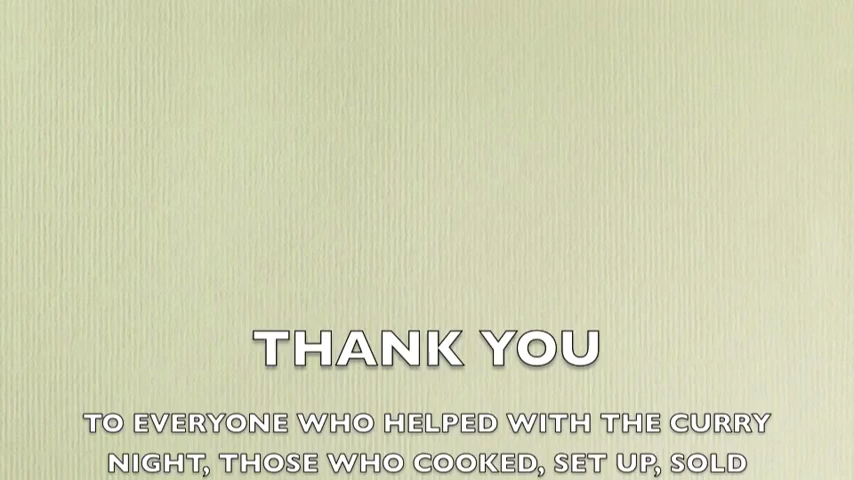 THANK YOU
TO EVERYONE WHO HELPED WITH THE CURRY
NIGHT, THOSE WHO COOKED, SET UP, SOLD